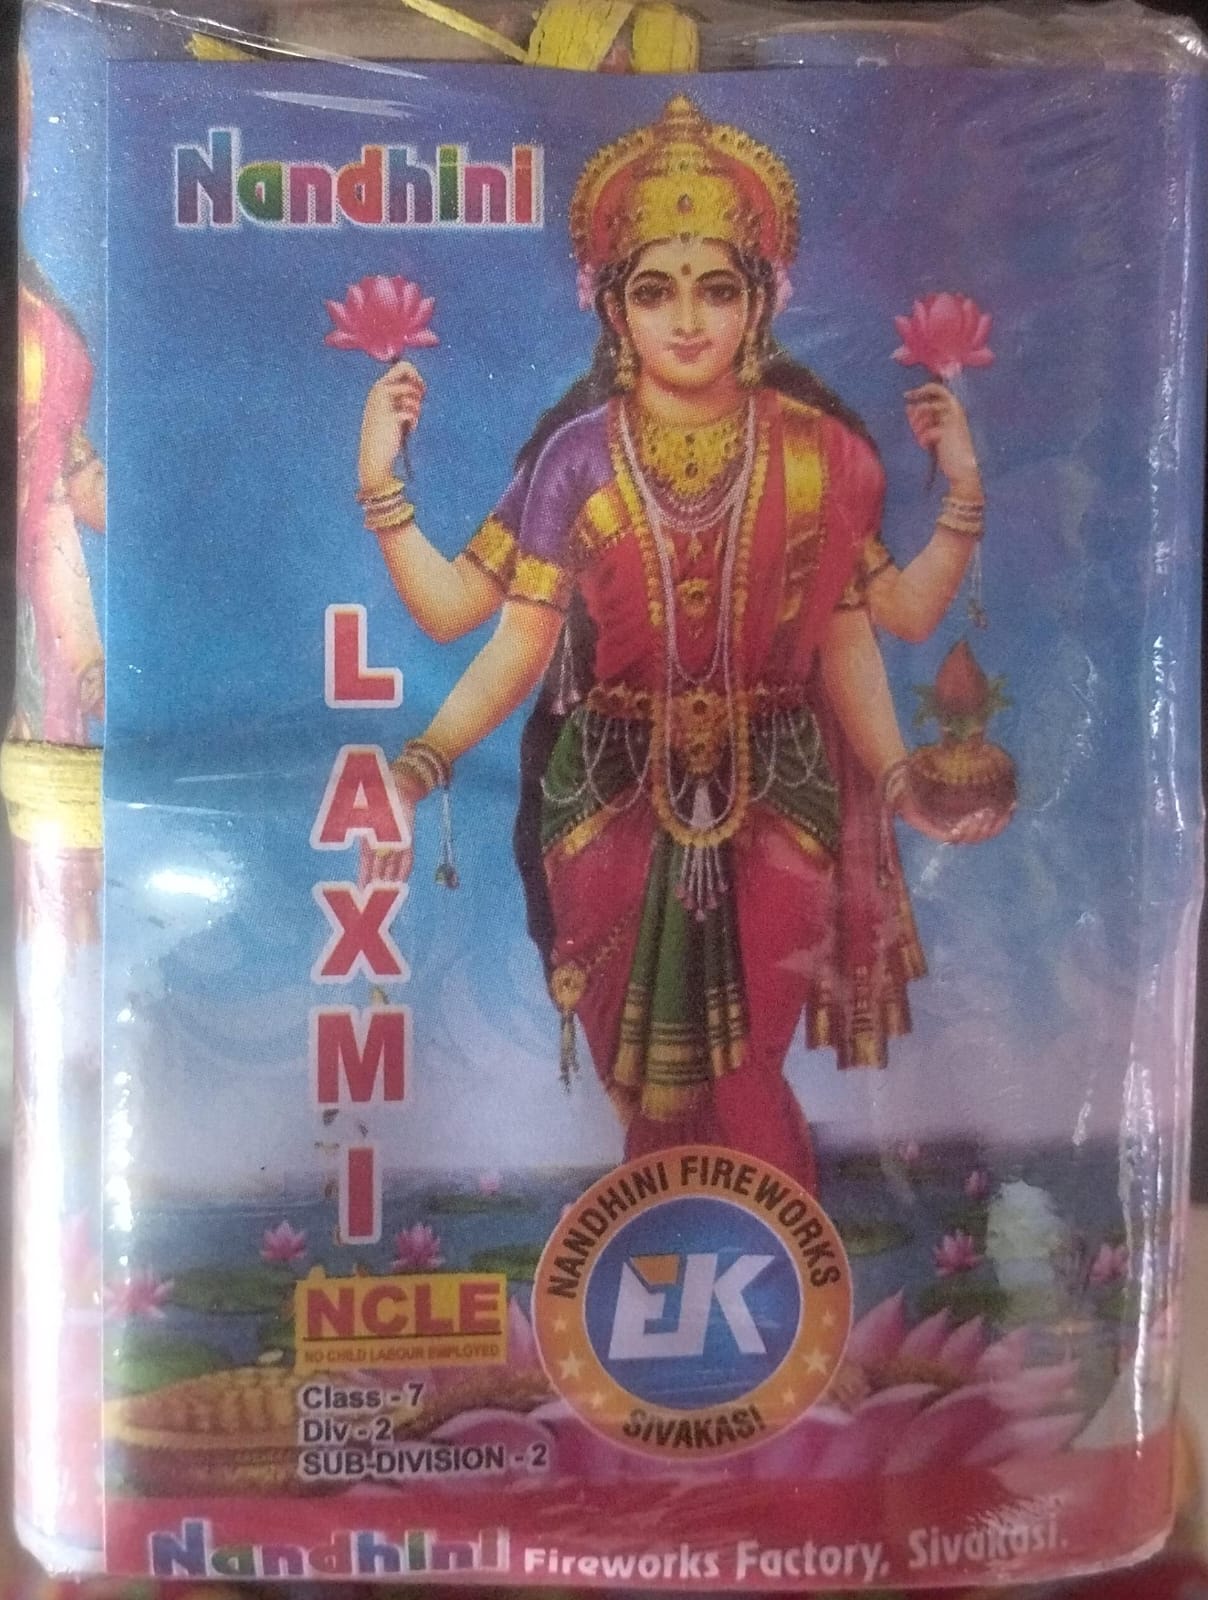 Nandhini
LAXMI
NANDHINI FIREWORKS
EJK
SIVAKASI
NCLE
NO CHILD LABOUR EMPLOYED
Class - 7
Div - 2
SUB-DIVISION - 2
Nandhini Fireworks Factory, Sivakasi.